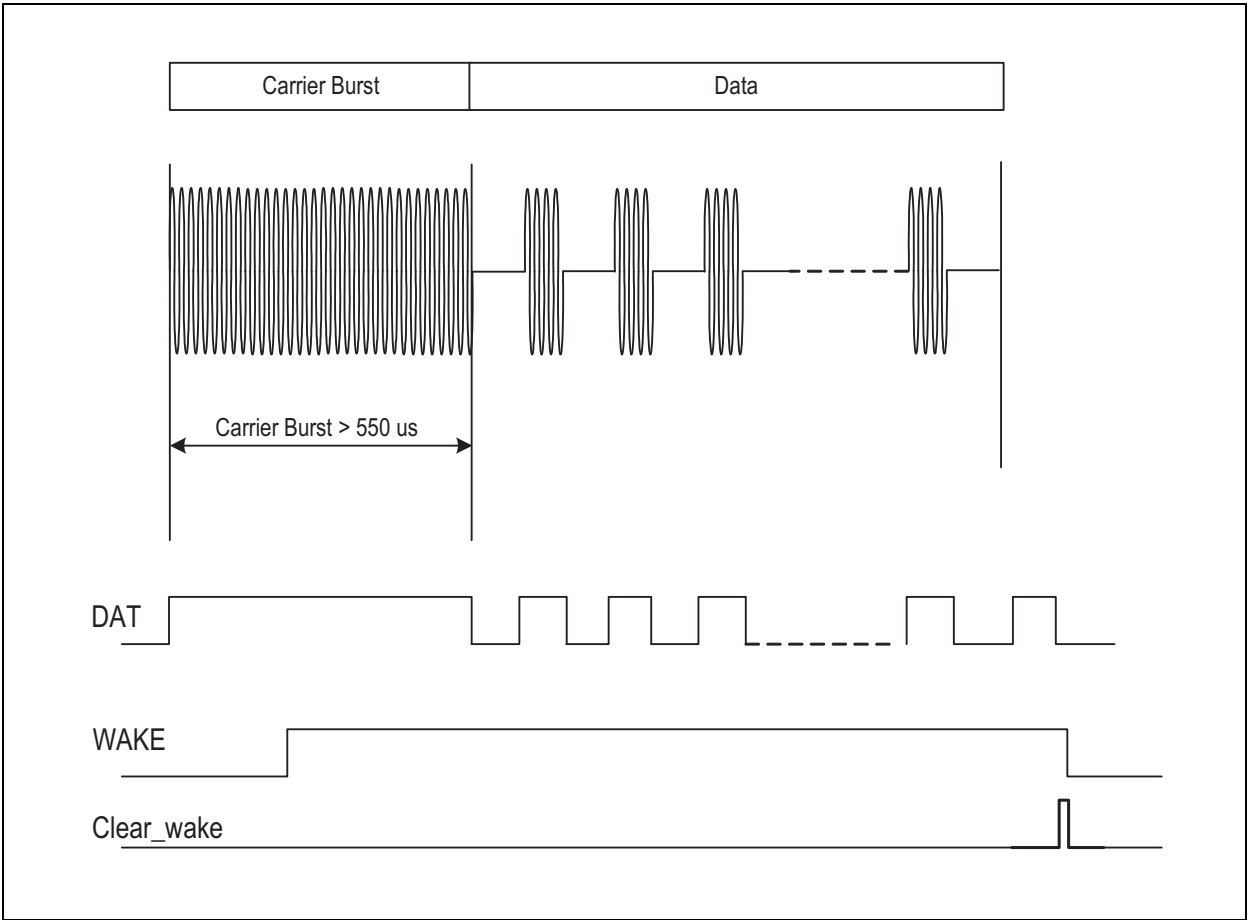 Carrier Burst
Data
Carrier Burst > 550 us
DAT
WAKE
Clear_wake